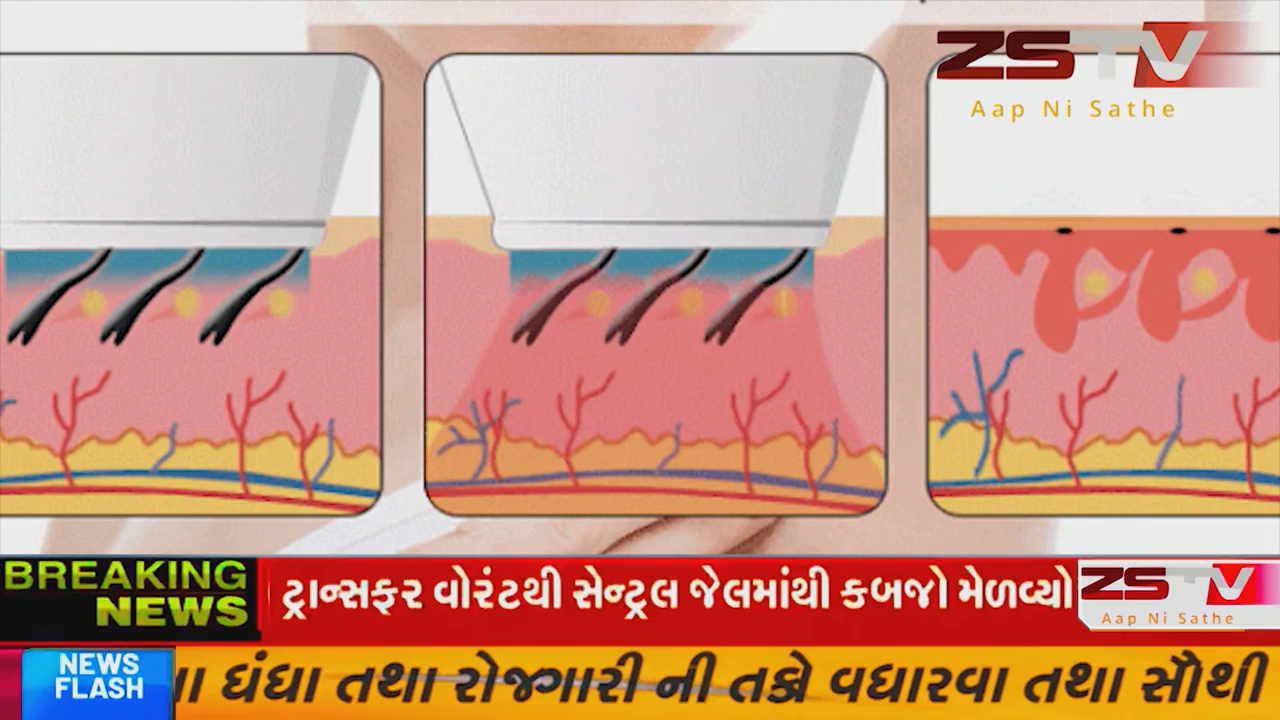 ZSTV
Aap Ni Sathe
BREAKING
NEWS
ટ્રાન્સફર વોરંટથી સેન્ટ્રલ જેલમાંથી કબજો મેળવ્યો
ZSTV
Aap Ni Sathe
NEWS
FLASH
ધંધા તથા રોજગારી ની તકો વધારવા તથા સૌથી